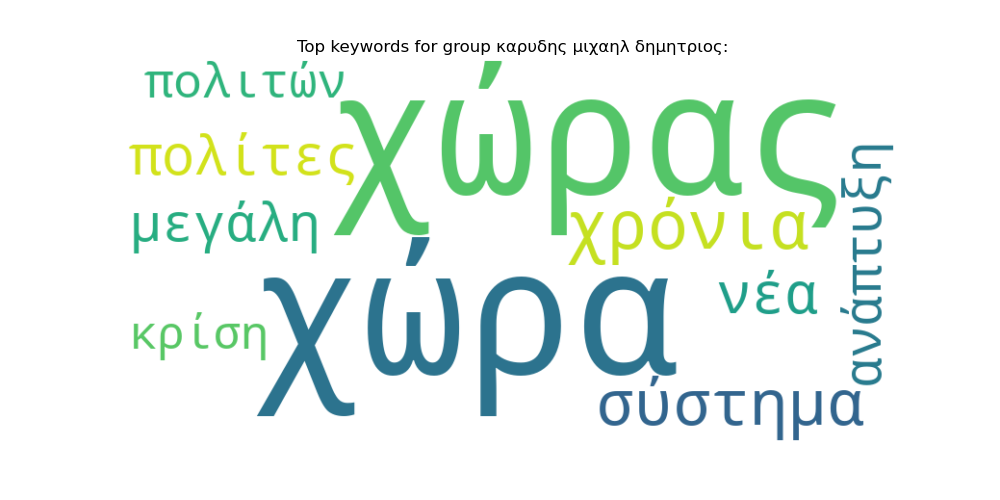 Top keywords for group καρυδης μιχαηλ δημητριος:
πολιτών
χώρας
πολίτες
ανάπτυξη
μεγάλη
χρόνια
χώρα
νέα
κρίση
σύστημα